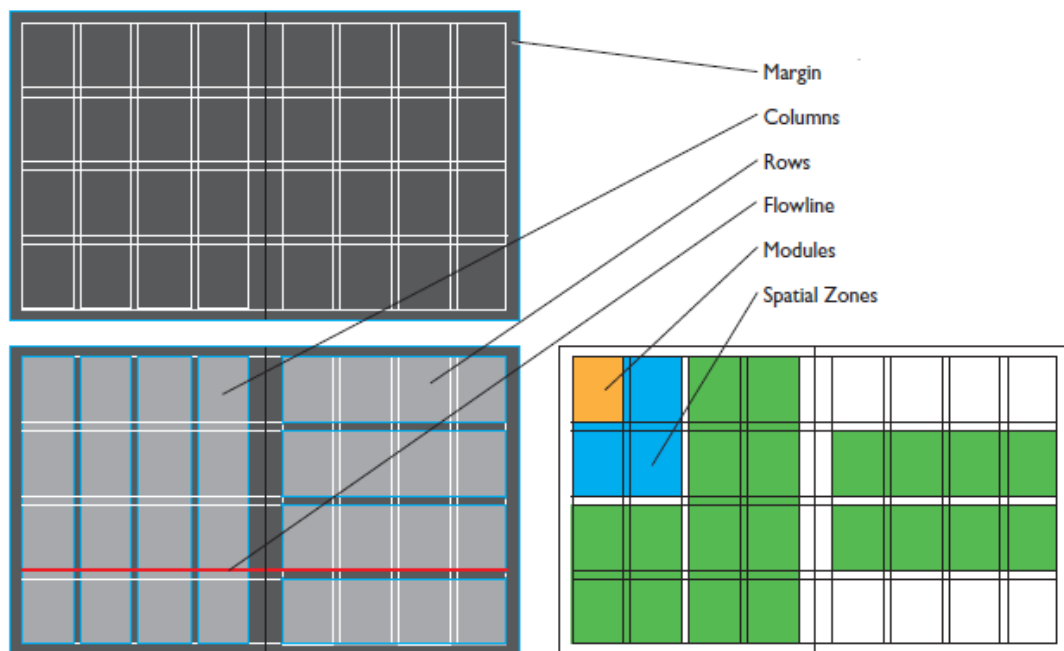 Margin
Columns
Rows
Flowline
Modules
Spatial Zones